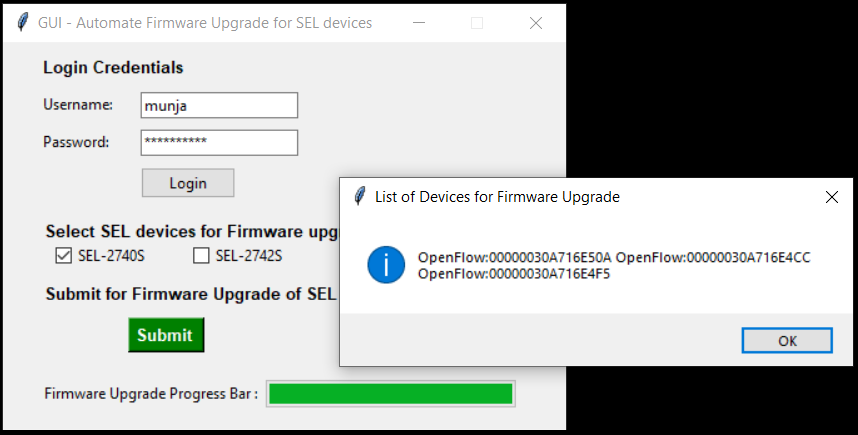 GUI - Automate Firmware Upgrade for SEL devices
Login Credentials
Username: munja
Password: **********
Login
Select SEL devices for Firmware upg
SEL-2740S SEL-2742S
Submit for Firmware Upgrade of SEL
Submit
Firmware Upgrade Progress Bar :
List of Devices for Firmware Upgrade
OpenFlow:00000030A716E50A OpenFlow:00000030A716E4CC
OpenFlow:00000030A716E4F5
OK